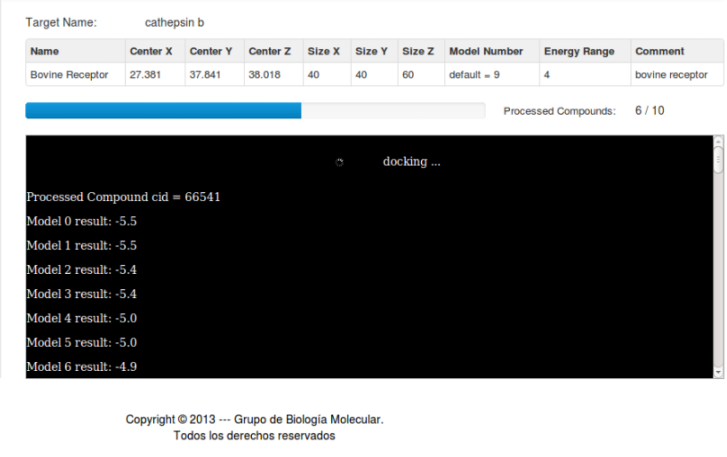 Target Name: cathepsin b
Name Center X Center Y Center Z Size X Size Y Size Z Model Number Energy Range Comment
Bovine Receptor 27.381 37.841 38.018 40 40 60 default = 9 4 bovine receptor
Processed Compounds: 6 / 10
docking ...
Processed Compound cid = 66541
Model 0 result: -5.5
Model 1 result: -5.5
Model 2 result: -5.4
Model 3 result: -5.4
Model 4 result: -5.0
Model 5 result: -5.0
Model 6 result: -4.9
Copyright © 2013 --- Grupo de Biología Molecular.
Todos los derechos reservados